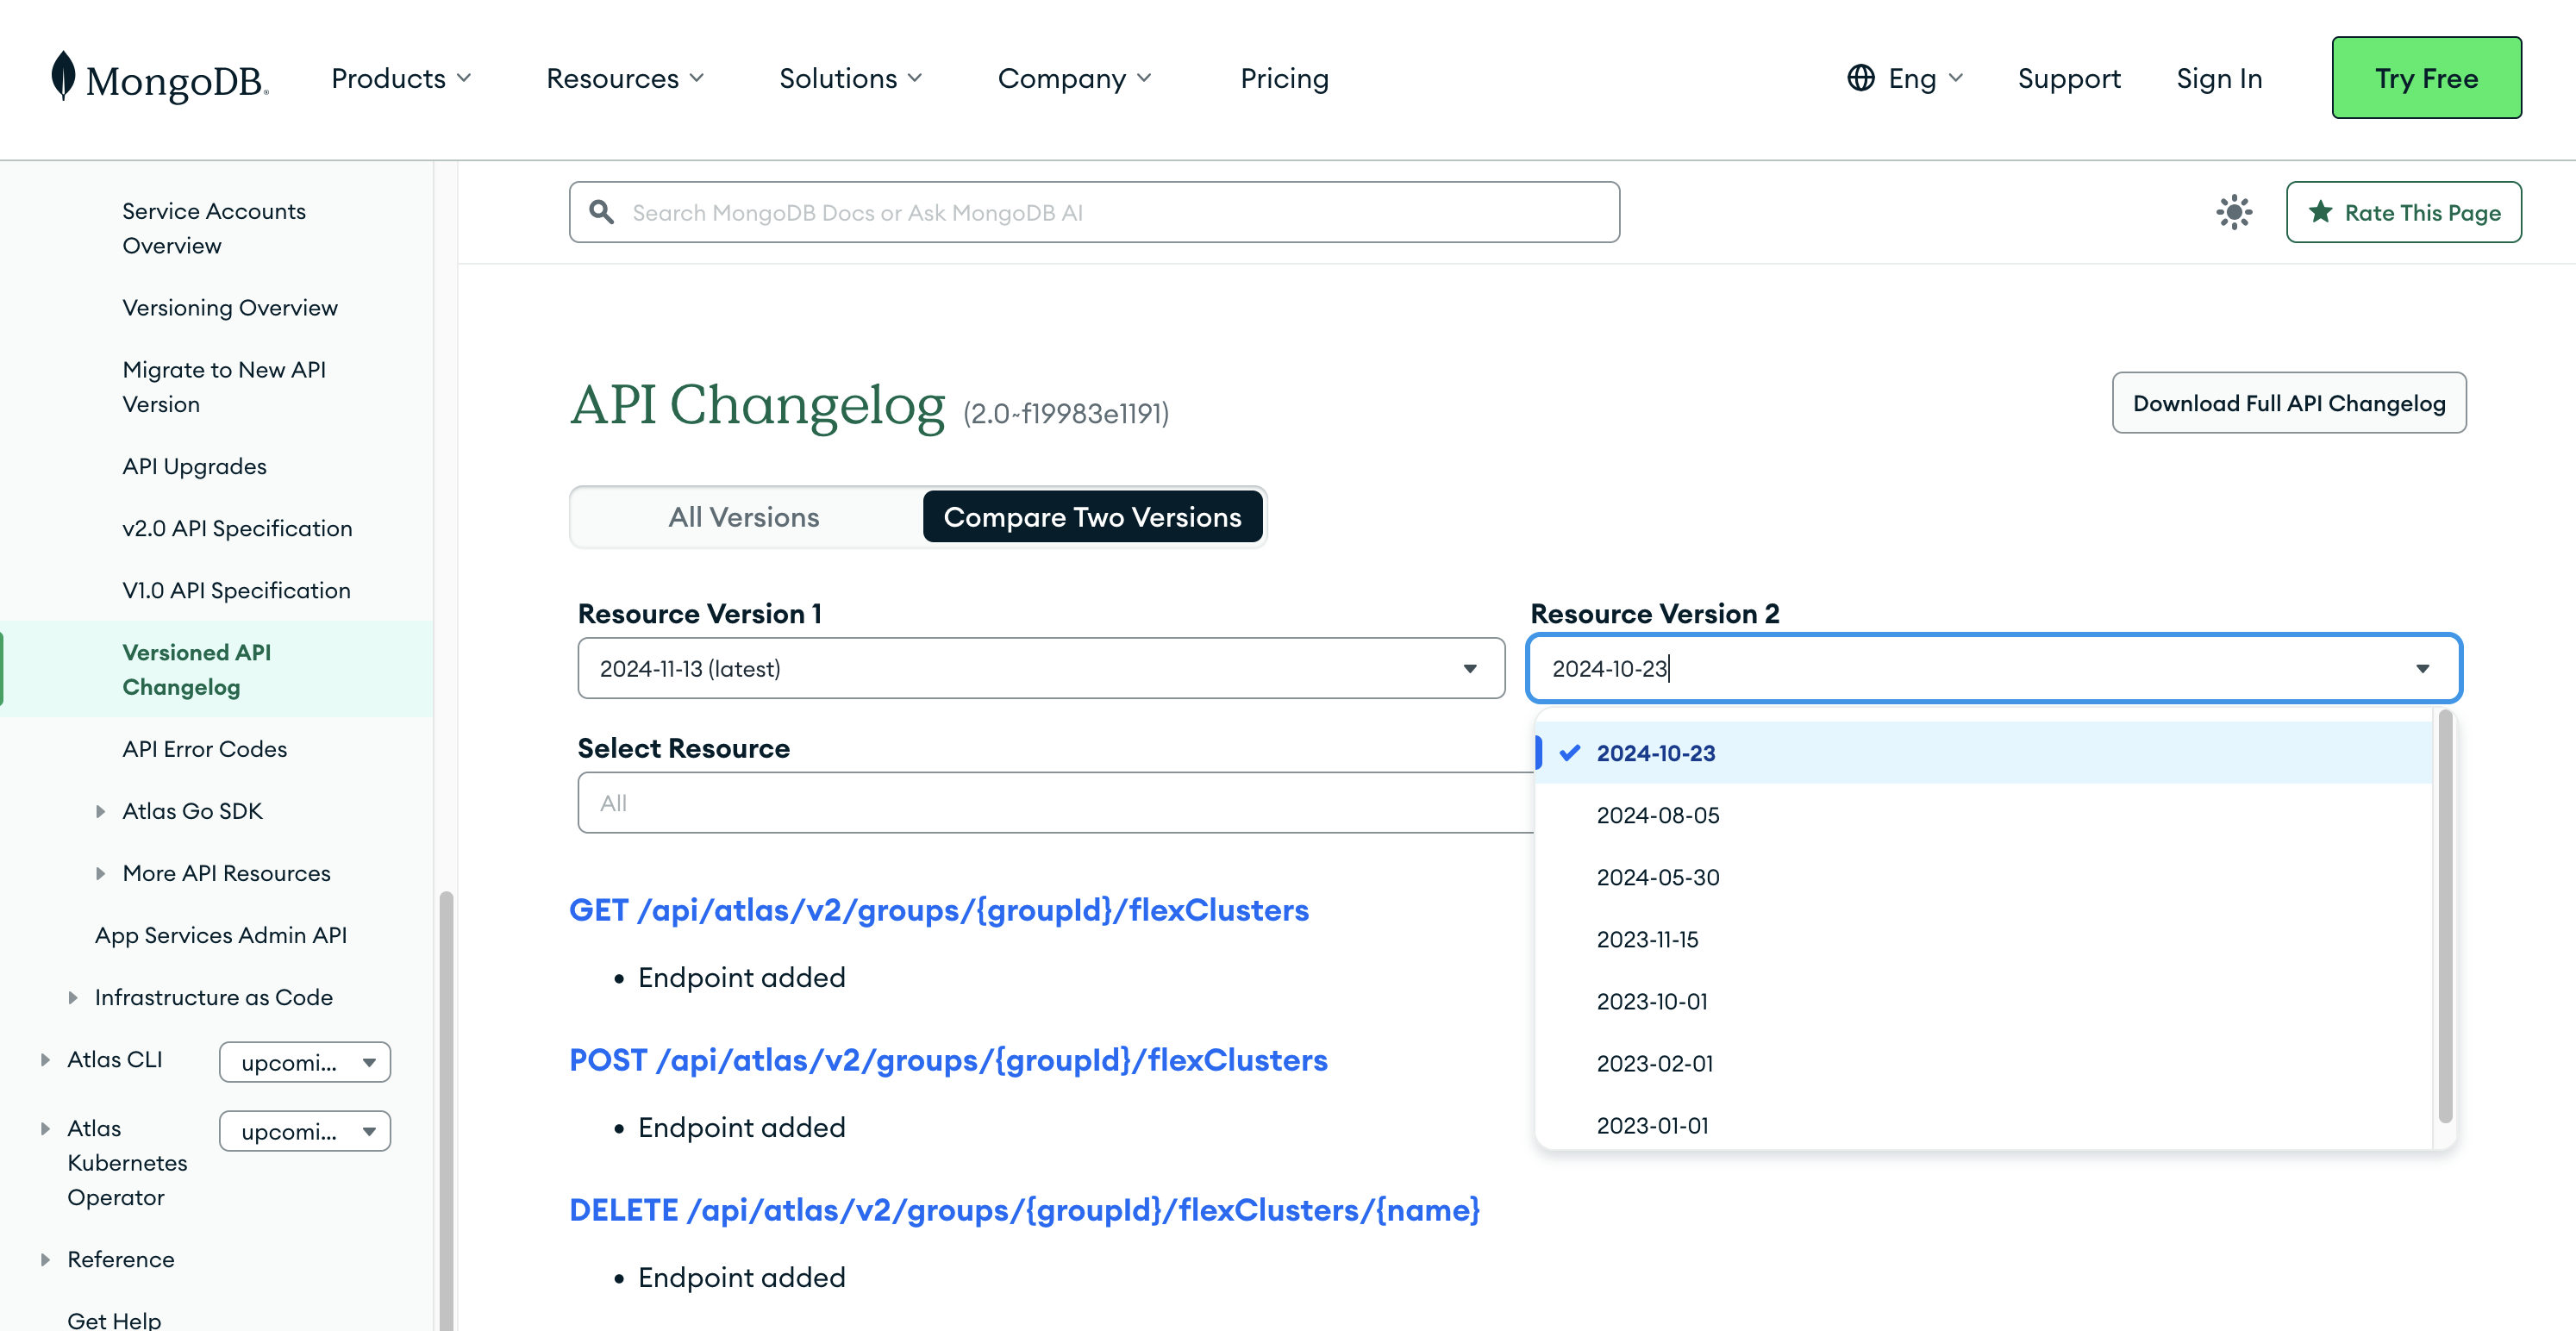 MongoDB.
Products
Resources
Solutions
Company
Pricing
Eng
Support
Sign In
Try Free
Service Accounts
Overview
Versioning Overview
Migrate to New API
Version
API Upgrades
v2.0 API Specification
V1.0 API Specification
Versioned API
Changelog
API Error Codes
Atlas Go SDK
More API Resources
App Services Admin API
Infrastructure as Code
Atlas CLI
upcomi...
Atlas
Kubernetes
Operator
upcomi...
Reference
Get Help
Search MongoDB Docs or Ask MongoDB AI
Rate This Page
API Changelog (2.0~f19983e1191)
Download Full API Changelog
All Versions
Compare Two Versions
Resource Version 1
2024-11-13 (latest)
Resource Version 2
2024-10-23
2024-10-23
2024-08-05
2024-05-30
2023-11-15
2023-10-01
2023-02-01
2023-01-01
Select Resource
All
GET /api/atlas/v2/groups/{groupId}/flexClusters
• Endpoint added
POST /api/atlas/v2/groups/{groupId}/flexClusters
• Endpoint added
DELETE /api/atlas/v2/groups/{groupId}/flexClusters/{name}
• Endpoint added